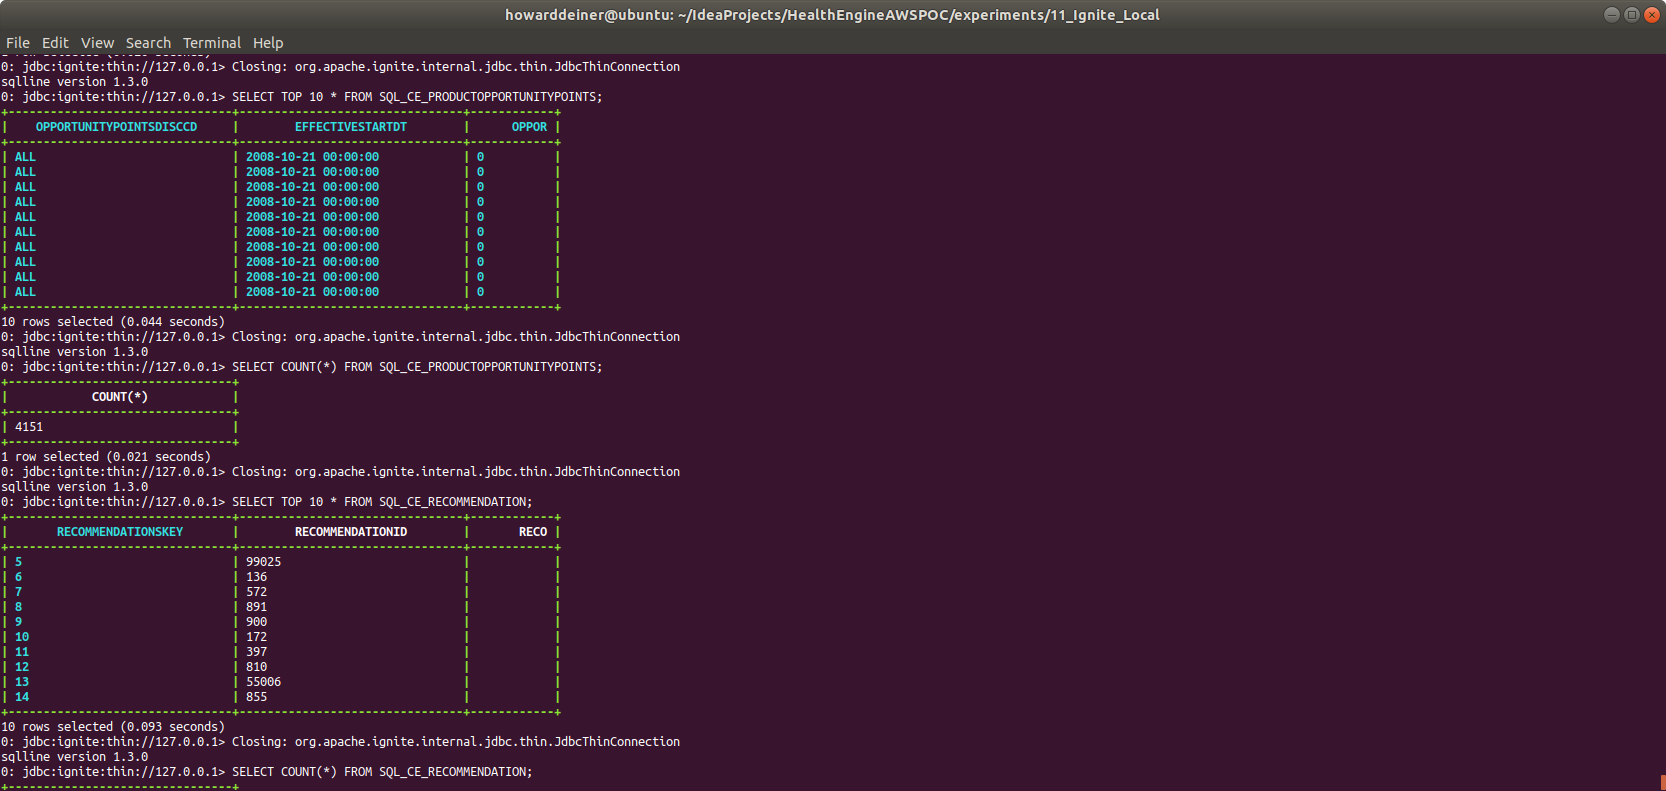 howarddeiner@ubuntu: ~/IdeaProjects/HealthEngineAWSPOC/experiments/11_Ignite_Local
File Edit View Search Terminal Help
0: jdbc:ignite:thin://127.0.0.1> Closing: org.apache.ignite.internal.jdbc.thin.JdbcThinConnection
sqlline version 1.3.0
0: jdbc:ignite:thin://127.0.0.1> SELECT TOP 10 * FROM SQL_CE_PRODUCTOPPORTUNITYPOINTS;
+--------------------------------+--------------------------------+------------+
| OPPORTUNITYPOINTSDISCCD | EFFECTIVESTARTDT | OPPOR |
+--------------------------------+--------------------------------+------------+
| ALL | 2008-10-21 00:00:00 | 0 |
| ALL | 2008-10-21 00:00:00 | 0 |
| ALL | 2008-10-21 00:00:00 | 0 |
| ALL | 2008-10-21 00:00:00 | 0 |
| ALL | 2008-10-21 00:00:00 | 0 |
| ALL | 2008-10-21 00:00:00 | 0 |
| ALL | 2008-10-21 00:00:00 | 0 |
| ALL | 2008-10-21 00:00:00 | 0 |
| ALL | 2008-10-21 00:00:00 | 0 |
| ALL | 2008-10-21 00:00:00 | 0 |
+--------------------------------+--------------------------------+------------+
10 rows selected (0.044 seconds)
0: jdbc:ignite:thin://127.0.0.1> Closing: org.apache.ignite.internal.jdbc.thin.JdbcThinConnection
sqlline version 1.3.0
0: jdbc:ignite:thin://127.0.0.1> SELECT COUNT(*) FROM SQL_CE_PRODUCTOPPORTUNITYPOINTS;
+--------------------------------+
| COUNT(*) |
+--------------------------------+
| 4151 |
+--------------------------------+
1 row selected (0.021 seconds)
0: jdbc:ignite:thin://127.0.0.1> Closing: org.apache.ignite.internal.jdbc.thin.JdbcThinConnection
sqlline version 1.3.0
0: jdbc:ignite:thin://127.0.0.1> SELECT TOP 10 * FROM SQL_CE_RECOMMENDATION;
+--------------------------------+--------------------------------+------------+
| RECOMMENDATIONSKEY | RECOMMENDATIONID | RECO |
+--------------------------------+--------------------------------+------------+
| 5 | 99025 | |
| 6 | 136 | |
| 7 | 572 | |
| 8 | 891 | |
| 9 | 900 | |
| 10 | 172 | |
| 11 | 397 | |
| 12 | 810 | |
| 13 | 55006 | |
| 14 | 855 | |
+--------------------------------+--------------------------------+------------+
10 rows selected (0.093 seconds)
0: jdbc:ignite:thin://127.0.0.1> Closing: org.apache.ignite.internal.jdbc.thin.JdbcThinConnection
sqlline version 1.3.0
0: jdbc:ignite:thin://127.0.0.1> SELECT COUNT(*) FROM SQL_CE_RECOMMENDATION;
+--------------------------------+